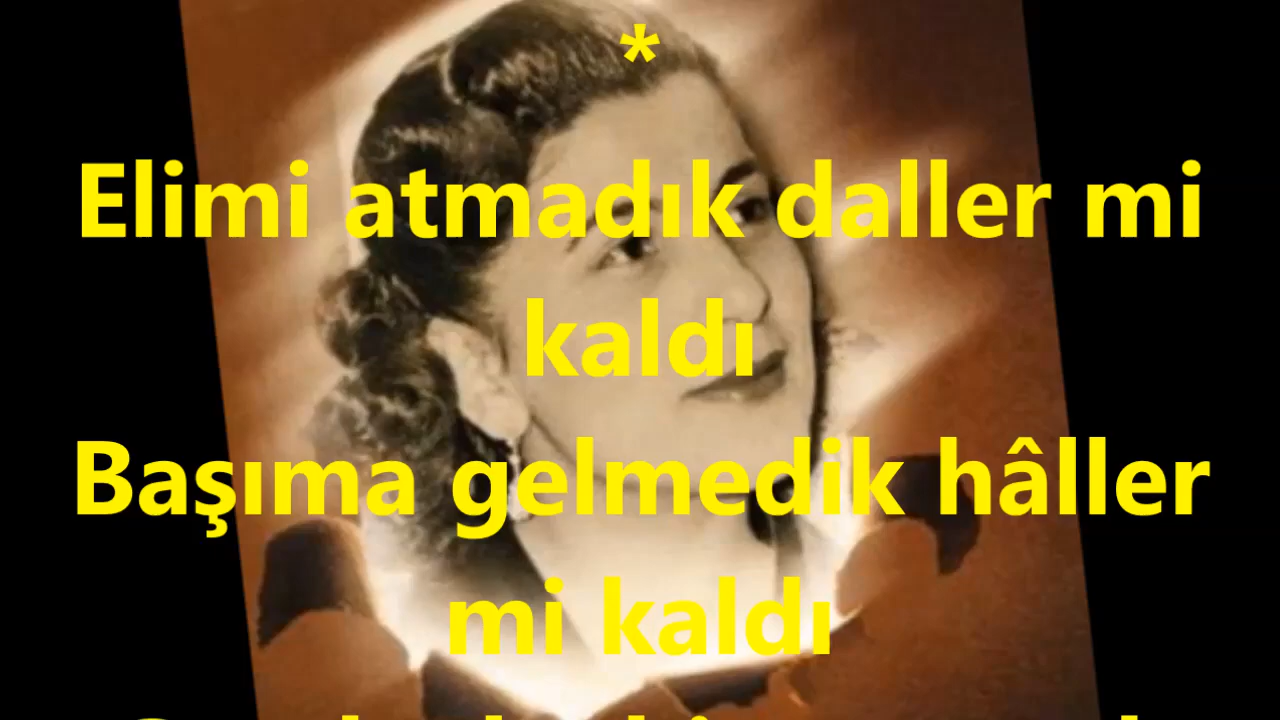 *
Elimi atmadık daller mi
kaldı
Başıma gelmedik hâller
mi kaldı